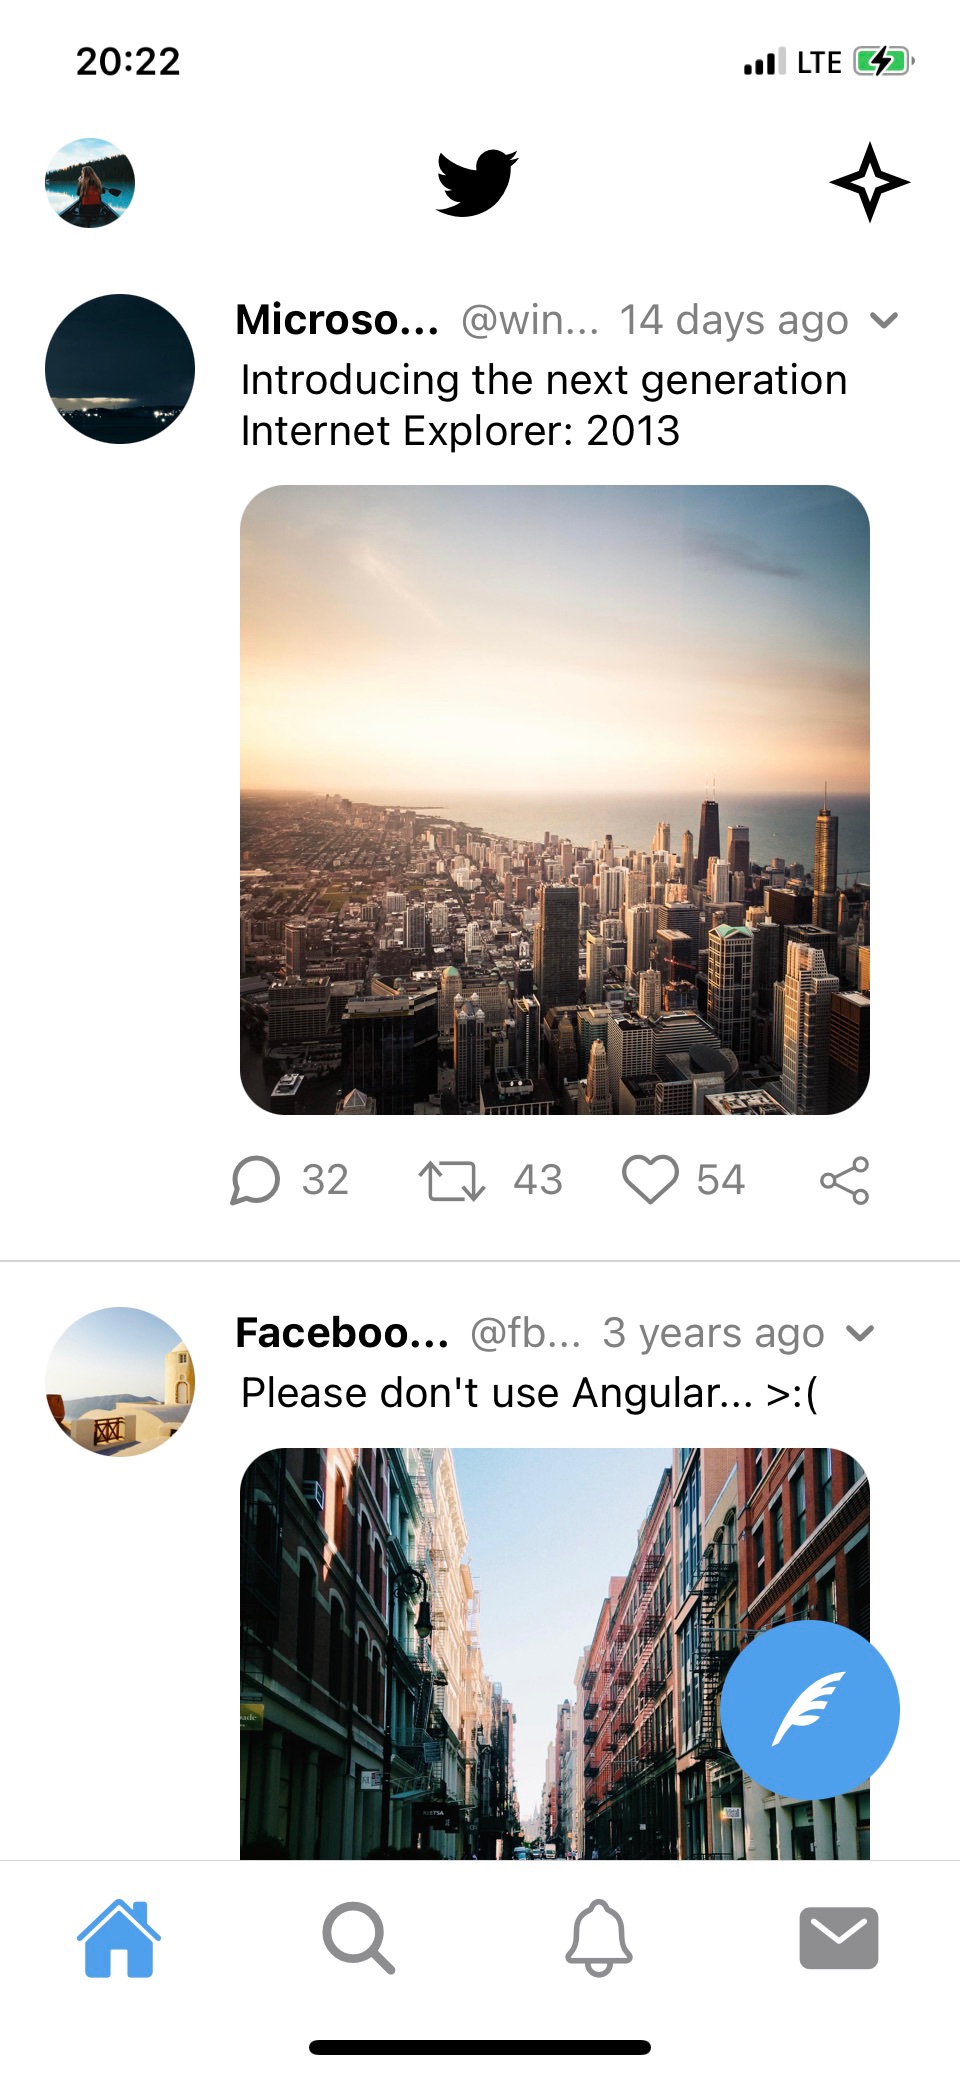 20:22 LTE
Microso... @win... 14 days ago
Introducing the next generation
Internet Explorer: 2013
32 43 54
Faceboo... @fb... 3 years ago
Please don't use Angular... >:(